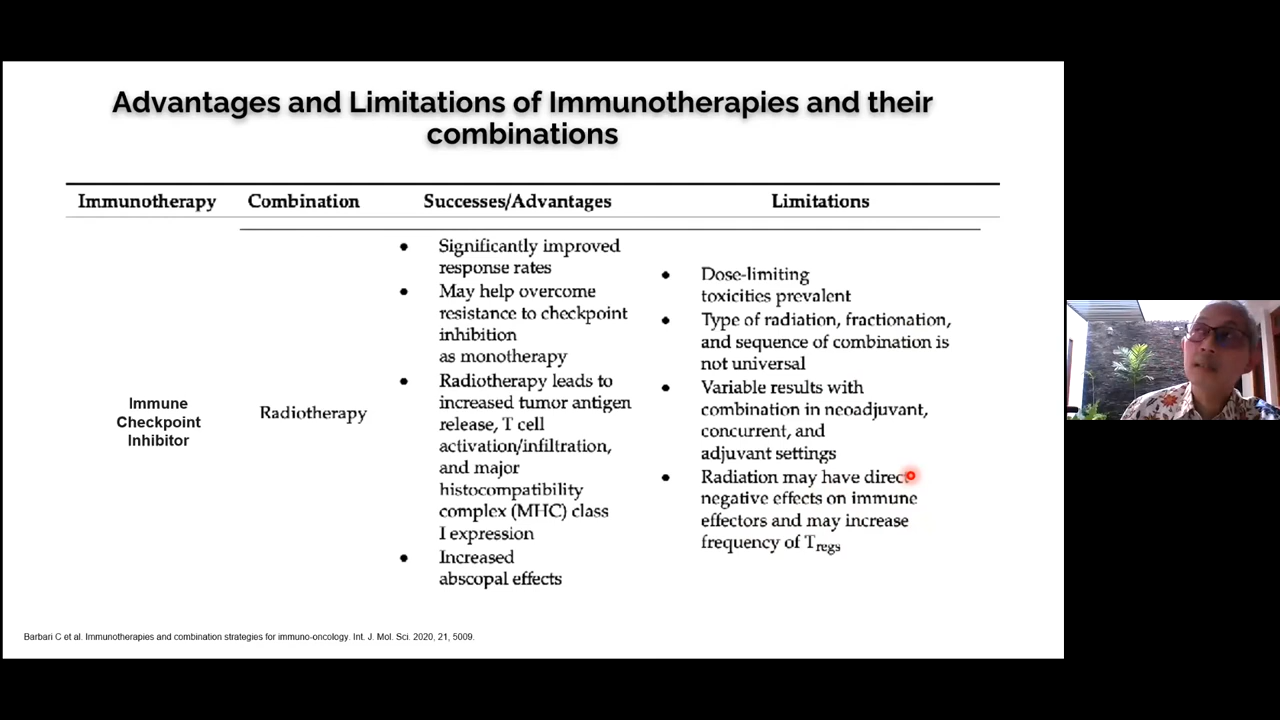 Advantages and Limitations of Immunotherapies and their
combinations
Immunotherapy
Combination
Successes/Advantages
Limitations
Immune
Checkpoint
Inhibitor
Radiotherapy
• Significantly improved
response rates
• May help overcome
resistance to checkpoint
inhibition
as monotherapy
• Radiotherapy leads to
increased tumor antigen
release, T cell
activation/infiltration,
and major
histocompatibility
complex (MHC) class
I expression
• Increased
abscopal effects
• Dose-limiting
toxicities prevalent
• Type of radiation, fractionation,
and sequence of combination is
not universal
• Variable results with
combination in neoadjuvant,
concurrent, and
adjuvant settings
• Radiation may have direct
negative effects on immune
effectors and may increase
frequency of Tregs
Barbari C et al. Immunotherapies and combination strategies for immuno-oncology. Int. J. Mol. Sci. 2020, 21, 5009.